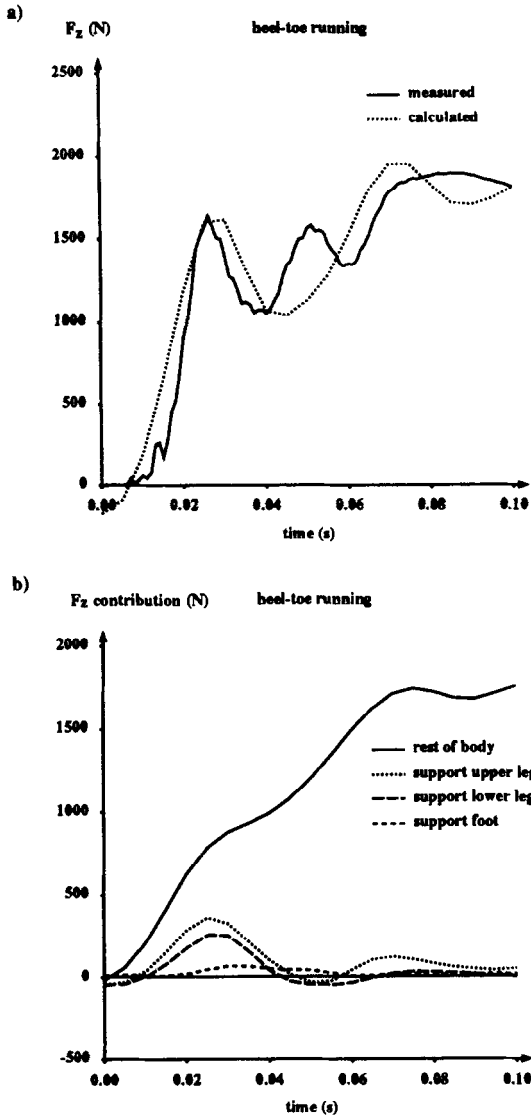 a)
F_z (N) heel-toe running
2500
measured
calculated
2000
1500
1000
500
0
0.00 0.02 0.04 0.06 0.08 0.10
time (s)
b)
F_z contribution (N) heel-toe running
2000
1500
rest of body
support upper leg
support lower leg
support foot
1000
500
0
-500
0.00 0.02 0.04 0.06 0.08 0.10
time (s)